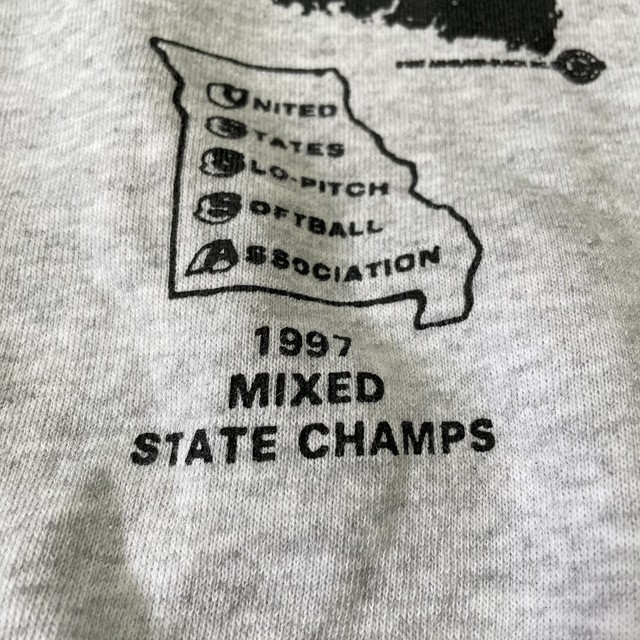 UNITED
STATES
SLO-PITCH
SOFTBALL
ASSOCIATION
1997
MIXED
STATE CHAMPS